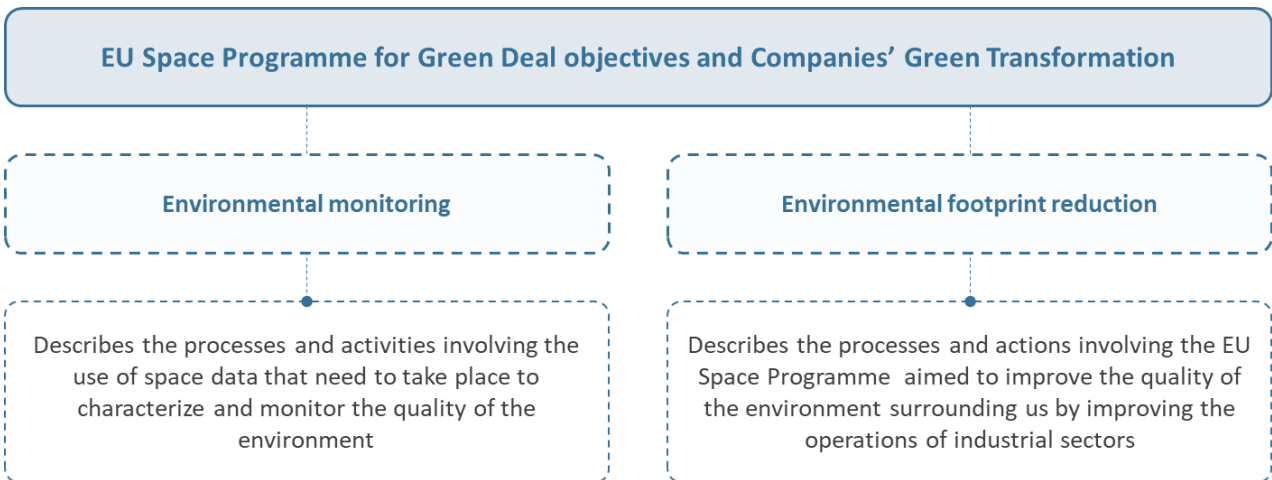 EU Space Programme for Green Deal objectives and Companies’ Green Transformation
Environmental monitoring
Environmental footprint reduction
Describes the processes and activities involving the
use of space data that need to take place to
characterize and monitor the quality of the
environment
Describes the processes and actions involving the EU
Space Programme aimed to improve the quality of
the environment surrounding us by improving the
operations of industrial sectors